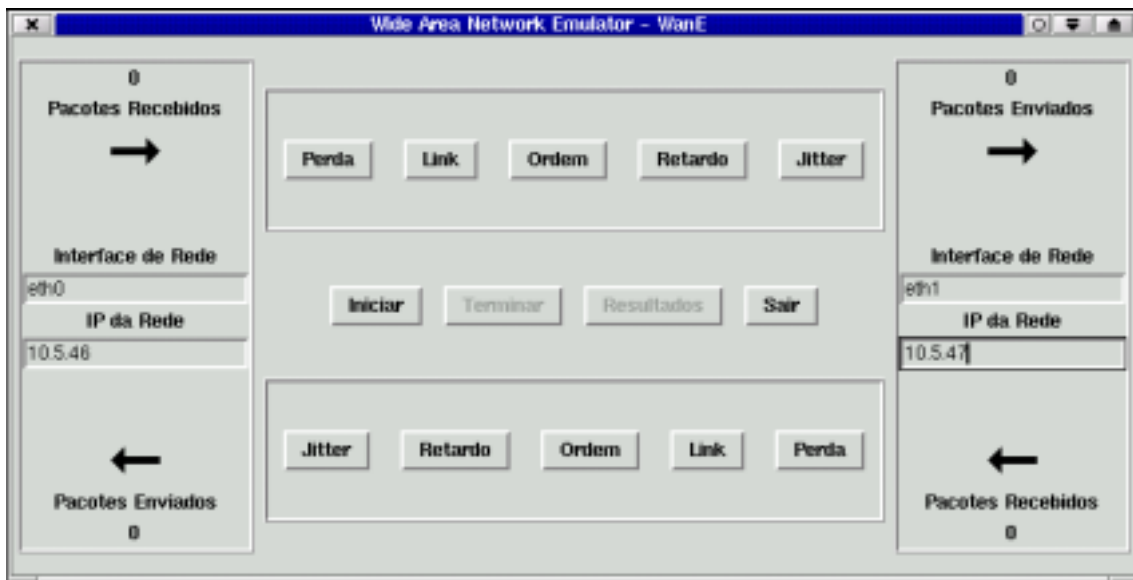 Wide Area Network Emulator - WanE
0
Pacotes Recebidos
Interface de Rede
eth0
IP da Rede
10.5.46
Pacotes Enviados
0
Perda Link Ordem Retardo Jitter
Iniciar Terminar Resultados Sair
Jitter Retardo Ordem Link Perda
0
Pacotes Enviados
Interface de Rede
eth1
IP da Rede
10.5.47
Pacotes Recebidos
0